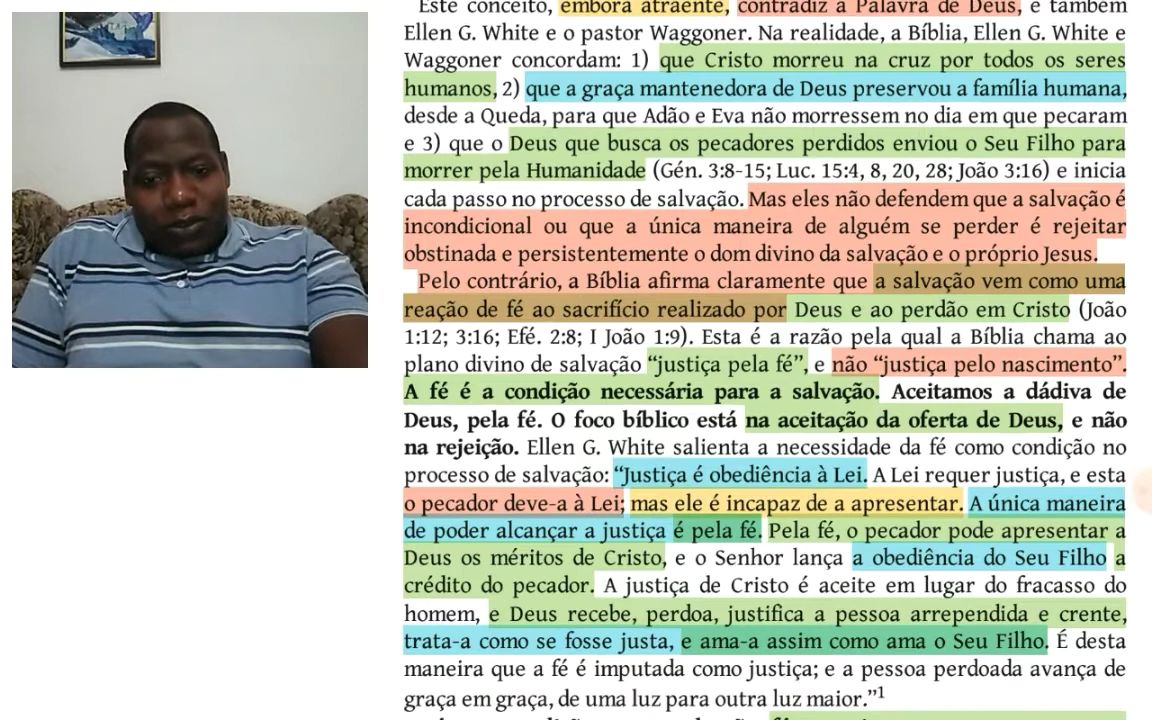 Este conceito, embora atraente, contradiz a Palavra de Deus, e também
Ellen G. White e o pastor Waggoner. Na realidade, a Bíblia, Ellen G. White e
Waggoner concordam: 1) que Cristo morreu na cruz por todos os seres
humanos, 2) que a graça mantenedora de Deus preservou a família humana,
desde a Queda, para que Adão e Eva não morressem no dia em que pecaram
e 3) que o Deus que busca os pecadores perdidos enviou o Seu Filho para
morrer pela Humanidade (Gén. 3:8-15; Luc. 15:4, 8, 20, 28; João 3:16) e inicia
cada passo no processo de salvação. Mas eles não defendem que a salvação é
incondicional ou que a única maneira de alguém se perder é rejeitar
obstinada e persistentemente o dom divino da salvação e o próprio Jesus.
Pelo contrário, a Bíblia afirma claramente que a salvação vem como uma
reação de fé ao sacrifício realizado por Deus e ao perdão em Cristo (João
1:12; 3:16; Efé. 2:8; I João 1:9). Esta é a razão pela qual a Bíblia chama ao
plano divino de salvação “justiça pela fé”, e não “justiça pelo nascimento”.
A fé é a condição necessária para a salvação. Aceitamos a dádiva de
Deus, pela fé. O foco bíblico está na aceitação da oferta de Deus, e não
na rejeição. Ellen G. White salienta a necessidade da fé como condição no
processo de salvação: “Justiça é obediência à Lei. A Lei requer justiça, e esta
o pecador deve-a à Lei; mas ele é incapaz de a apresentar. A única maneira
de poder alcançar a justiça é pela fé. Pela fé, o pecador pode apresentar a
Deus os méritos de Cristo, e o Senhor lança a obediência do Seu Filho a
crédito do pecador. A justiça de Cristo é aceite em lugar do fracasso do
homem, e Deus recebe, perdoa, justifica a pessoa arrependida e crente,
trata-a como se fosse justa, e ama-a assim como ama o Seu Filho. É desta
maneira que a fé é imputada como justiça; e a pessoa perdoada avança de
graça em graça, de uma luz para outra luz maior.”1